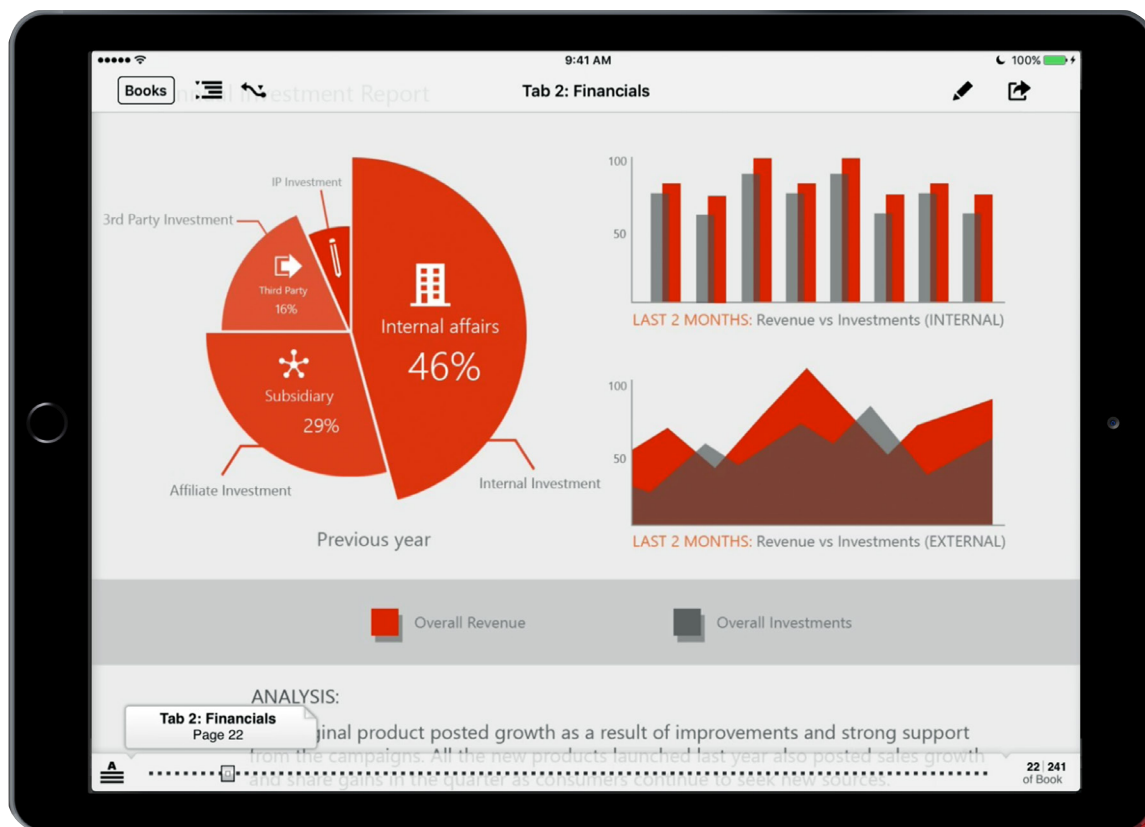 9:41 AM
100%
Books
Annual Investment Report
Tab 2: Financials
IP Investment
3rd Party Investment
Third Party
16%
Internal affairs
46%
Subsidiary
29%
Affiliate Investment
Internal Investment
Previous year
100
50
LAST 2 MONTHS: Revenue vs Investments (INTERNAL)
100
50
LAST 2 MONTHS: Revenue vs Investments (EXTERNAL)
Overall Revenue
Overall Investments
ANALYSIS:
Tab 2: Financials
Page 22
ginal product posted growth as a result of improvements and strong support
from the campaigns. All the new products launched last year also posted sales growth
and share gains in the quarter as consumers continue to seek new sources.
A
22 | 241
of Book